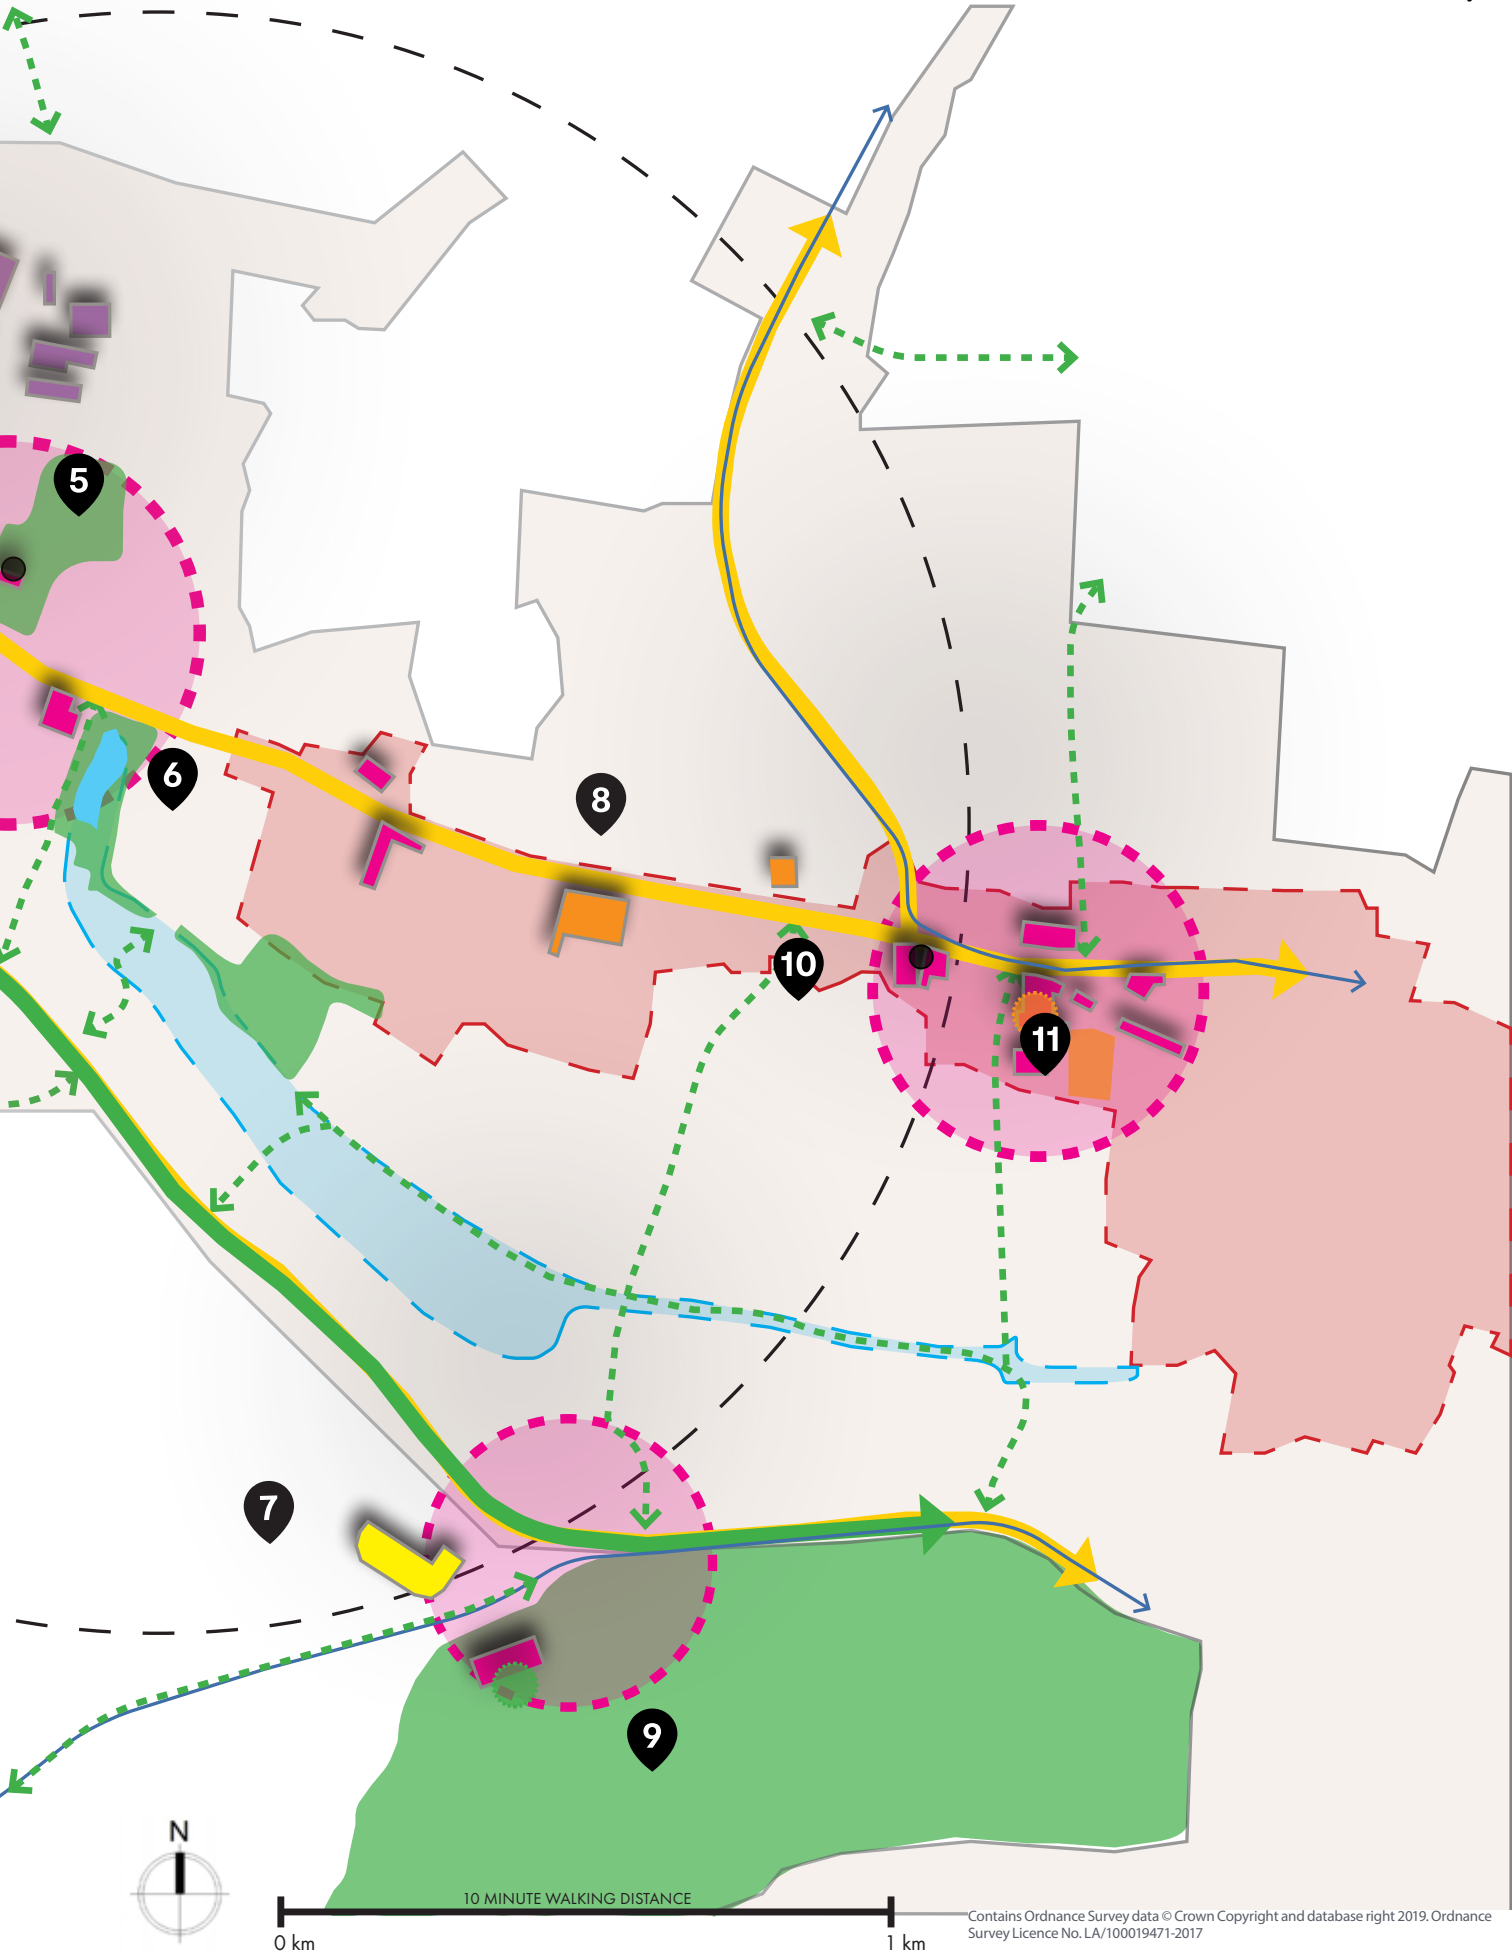 5
6
8
10
11
7
9
N
10 MINUTE WALKING DISTANCE
0 km
1 km
Contains Ordnance Survey data © Crown Copyright and database right 2019. Ordnance
Survey Licence No. LA/100019471-2017